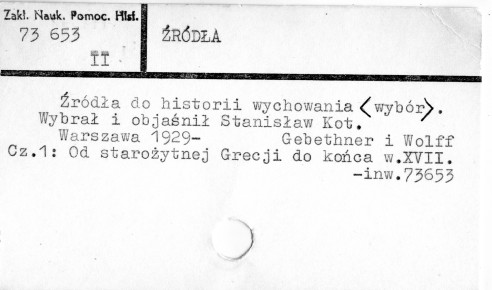 Zakł. Nauk. Pomoc. Hist.
73 653
II
ŹRÓDŁA
Źródła do historii wychowania <wybór>.
Wybrał i objaśnił Stanisław Kot.
Warszawa 1929- Gebethner i Wolff
Cz.1: Od starożytnej Grecji do końca w.XVII.
-inw.73653